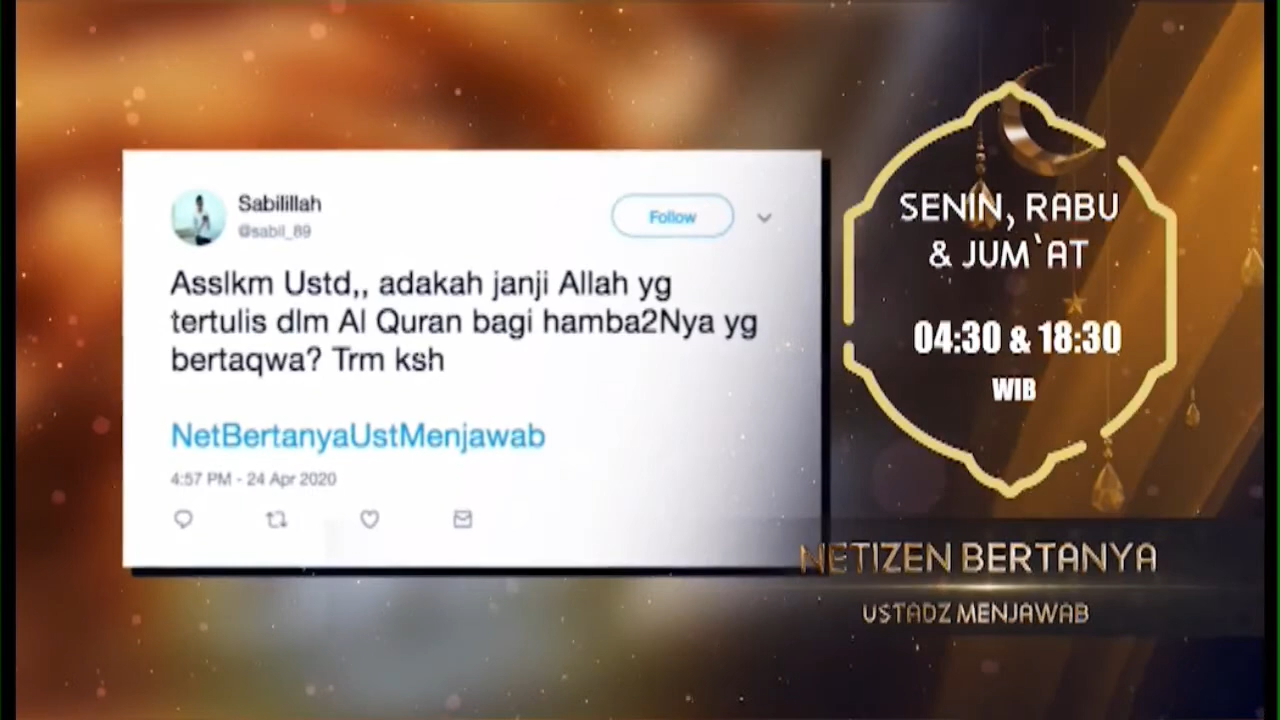 Sabilillah
@sabil_89
Follow
Asslkm Ustd,, adakah janji Allah yg
tertulis dlm Al Quran bagi hamba2Nya yg
bertaqwa? Trm ksh
NetBertanyaUstMenjawab
4:57 PM - 24 Apr 2020
SENIN, RABU
& JUM`AT
04:30 & 18:30
WIB
NETIZEN BERTANYA
USTADZ MENJAWAB